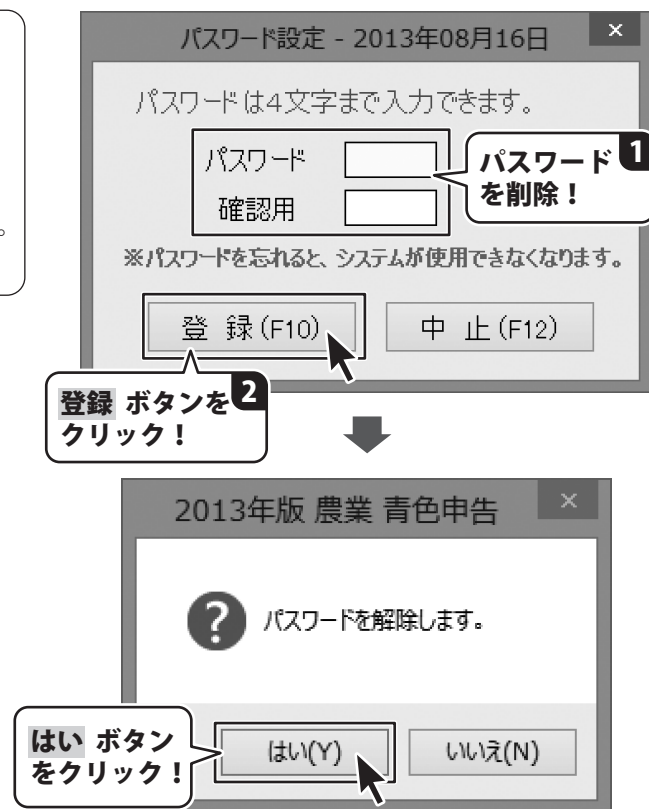 パスワード設定 - 2013年08月16日
×
パスワードは4文字まで入力できます。
パスワード
確認用
1
パスワード
を削除！
。
※パスワードを忘れると、システムが使用できなくなります。
登 録(F10)
中 止(F12)
2
登録 ボタンを
クリック！
2013年版 農業 青色申告
×
?
パスワードを解除します。
はい ボタン
をクリック！
はい(Y)
いいえ(N)